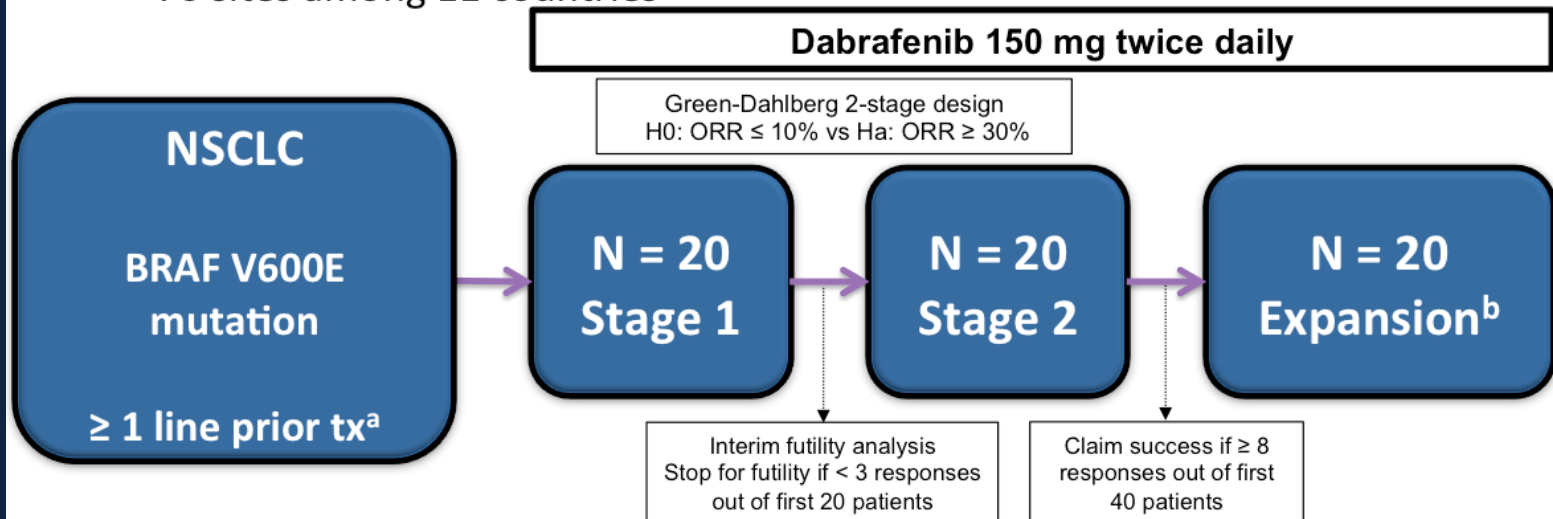 sites among
countries
Dabrafenib 150 mg twice daily
Green-Dahlberg 2-stage design
H0: ORR ≤ 10% vs Ha: ORR ≥ 30%
NSCLC
BRAF V600E
mutation
≥ 1 line prior txᵃ
N = 20
Stage 1
N = 20
Stage 2
N = 20
Expansionᵇ
Interim futility analysis
Stop for futility if < 3 responses
out of first 20 patients
Claim success if ≥ 8
responses out of first
40 patients